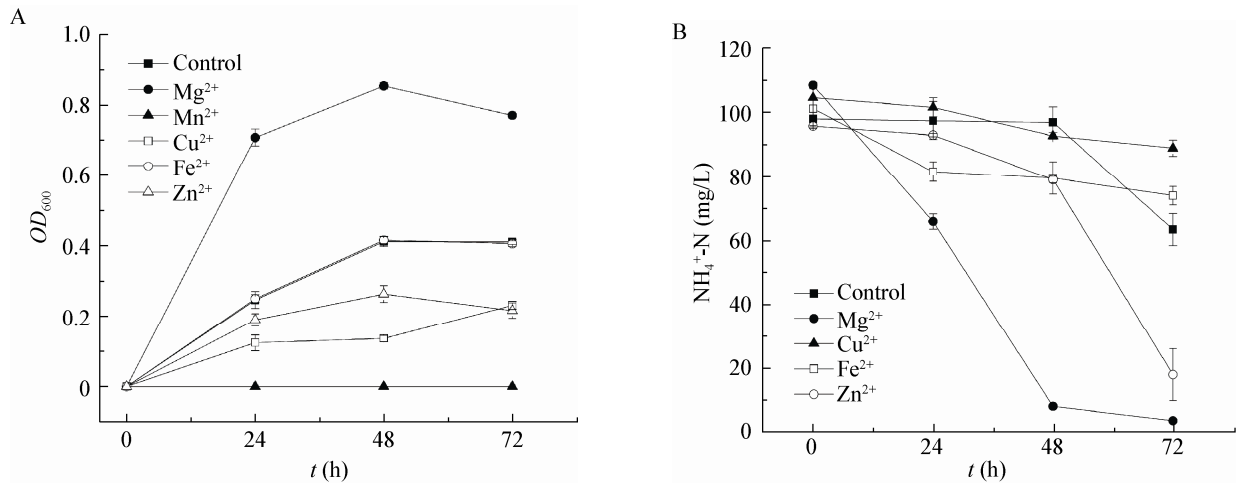 A
1.0
0.8
0.6
0.4
0.2
0
OD₆₀₀
Control
Mg²⁺
Mn²⁺
Cu²⁺
Fe²⁺
Zn²⁺
0 24 48 72
t (h)
B
120
100
80
60
40
20
0
NH₄⁺-N (mg/L)
Control
Mg²⁺
Cu²⁺
Fe²⁺
Zn²⁺
0 24 48 72
t (h)